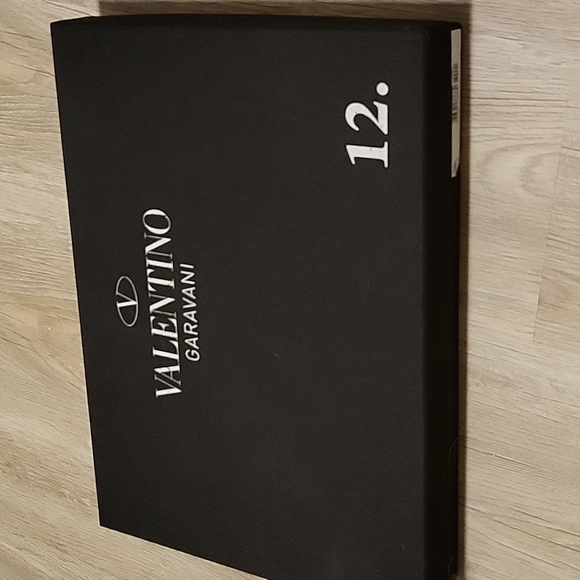 V
VALENTINO
GARAVANI
12.